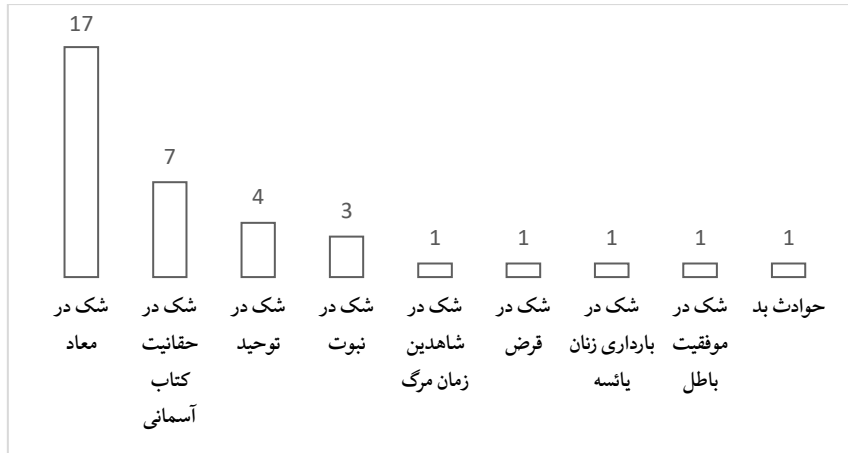 17
7
4
3
1
1
1
1
1
شک در معاد
شک در حقانیت کتاب آسمانی
شک در توحید
شک در نبوت
شک در شاهدین زمان مرگ
شک در قرض
شک در بارداری زنان یائسه
شک در موفقیت باطل
حوادث بد